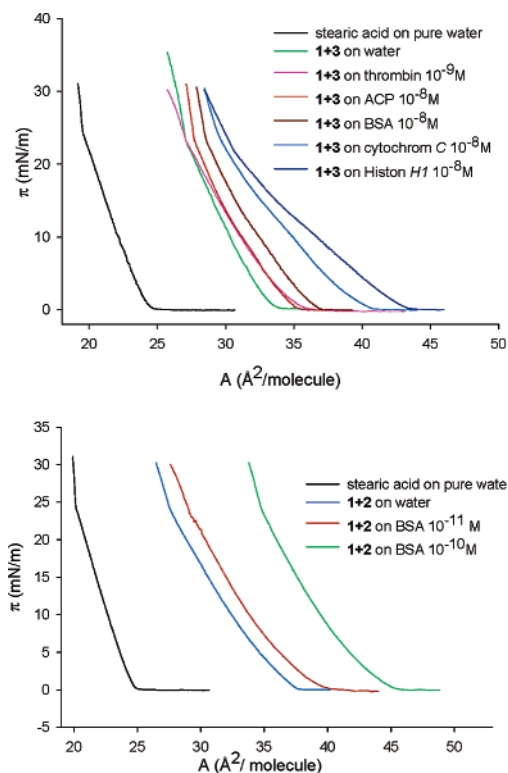 stearic acid on pure water
1+3 on water
1+3 on thrombin 10⁻⁹M
1+3 on ACP 10⁻⁸M
1+3 on BSA 10⁻⁸M
1+3 on cytochrom C 10⁻⁸M
1+3 on Histon H1 10⁻⁸M
π (mN/m)
40
30
20
10
0
20 25 30 35 40 45 50
A (Å²/molecule)
stearic acid on pure wate
1+2 on water
1+2 on BSA 10⁻¹¹ M
1+2 on BSA 10⁻¹⁰M
π (mN/m)
35
30
25
20
15
10
5
0
-5
20 25 30 35 40 45 50
A (Å²/ molecule)